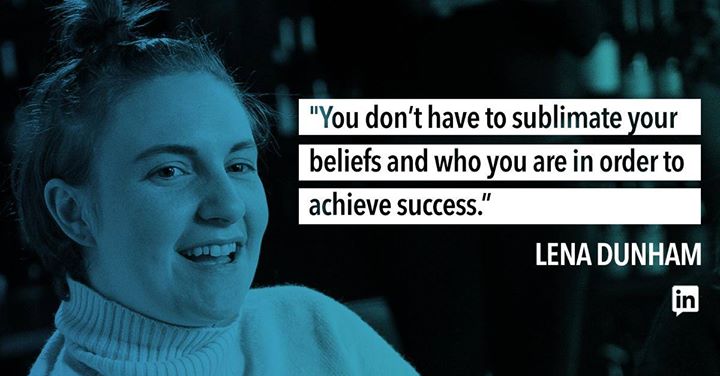 "You don't have to sublimate your
beliefs and who you are in order to
achieve success."
LENA DUNHAM
in